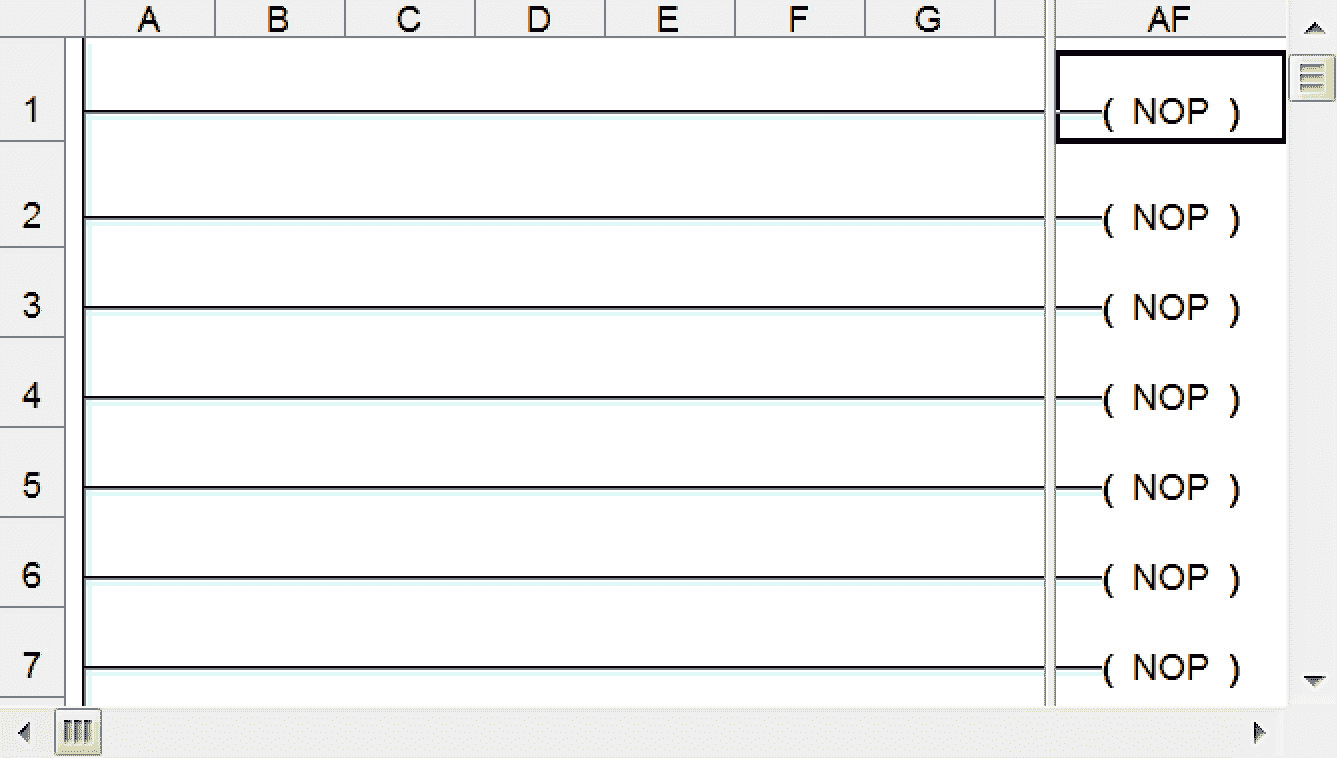 A B C D E F G AF
1 ( NOP )
2 ( NOP )
3 ( NOP )
4 ( NOP )
5 ( NOP )
6 ( NOP )
7 ( NOP )